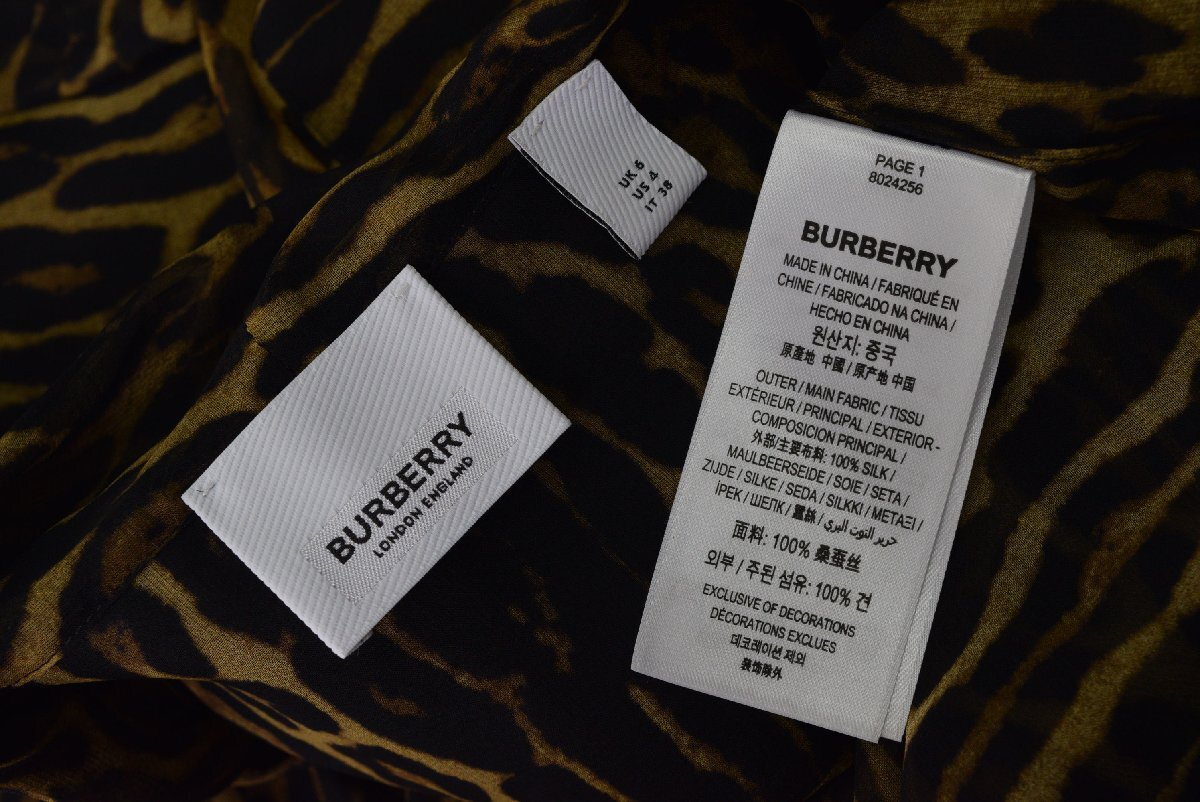 UK 6
US 4
IT 38
BURBERRY
LONDON ENGLAND
PAGE 1
8024256
BURBERRY
MADE IN CHINA / FABRIQUÉ EN
CHINE / FABRICADO NA CHINA /
HECHO EN CHINA
원산지: 중국
原產地 中國 / 原产地 中国
OUTER / MAIN FABRIC / TISSU
EXTÉRIEUR / PRINCIPAL / EXTERIOR -
COMPOSICION PRINCIPAL /
外部/主要布料: 100% SILK /
MAULBEERSEIDE / SOIE / SETA /
ZIJDE / SILKE / SEDA / SILKKI / ΜΕΤΑΞΙ /
İPEK / ШЕЛК / 蠶絲 / حرير التوت البري /
面料: 100% 桑蚕丝
외부 / 주된 섬유: 100% 견
EXCLUSIVE OF DECORATIONS
DÉCORATIONS EXCLUES
데코레이션 제외
装饰除外